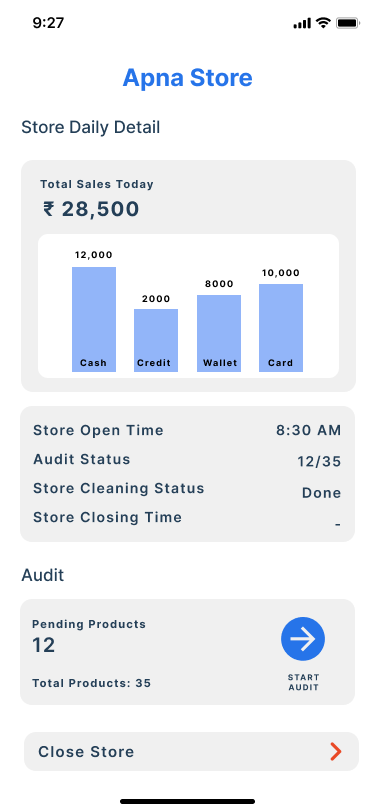 9:27
Apna Store
Store Daily Detail
Total Sales Today
₹ 28,500
12,000
2000
8000
10,000
Cash
Credit
Wallet
Card
Store Open Time 8:30 AM
Audit Status 12/35
Store Cleaning Status Done
Store Closing Time -
Audit
Pending Products
12
Total Products: 35
START
AUDIT
Close Store